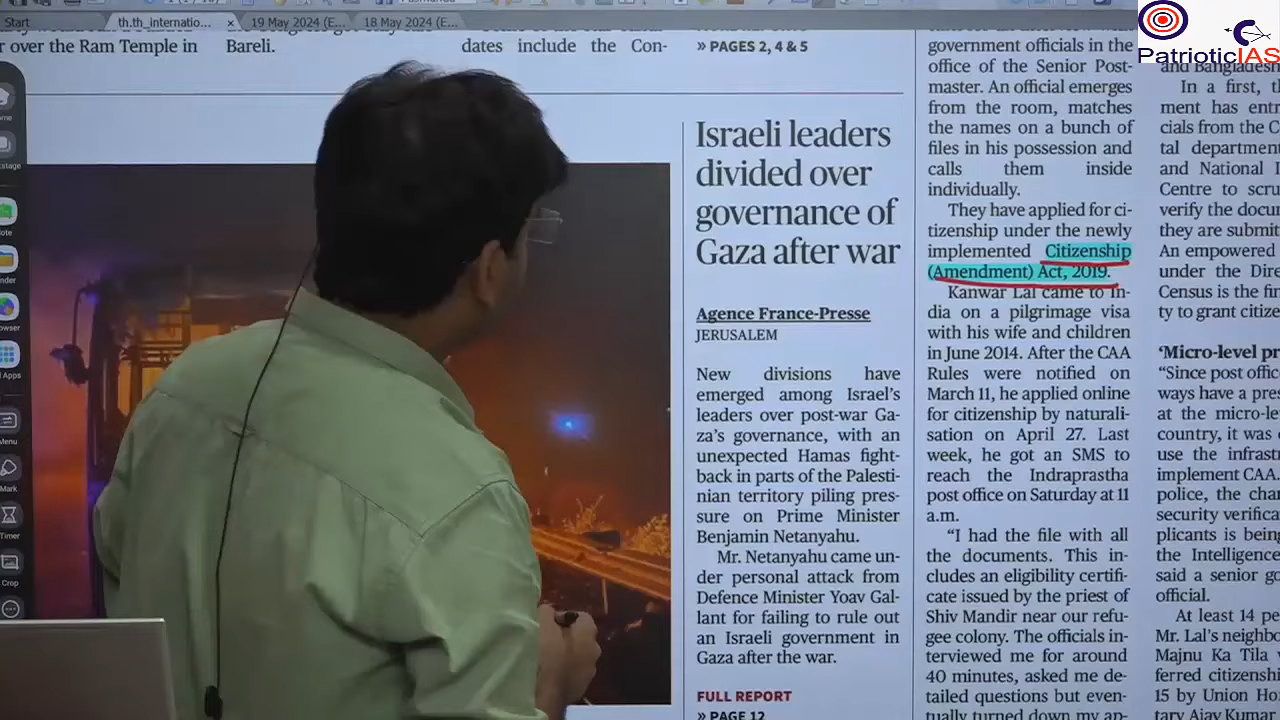 Start
th.th_internatio...
×
19 May 2024 (E...
18 May 2024 (E...
PatrioticIAS
r over the Ram Temple in
Bareli.
dates include the Con-
» PAGES 2, 4 & 5
Israeli leaders
divided over
governance of
Gaza after war
Agence France-Presse
JERUSALEM
New divisions have
emerged among Israel's
leaders over post-war Ga-
za's governance, with an
unexpected Hamas fight-
back in parts of the Palesti-
nian territory piling pres-
sure on Prime Minister
Benjamin Netanyahu.
Mr. Netanyahu came un-
der personal attack from
Defence Minister Yoav Gal-
lant for failing to rule out
an Israeli government in
Gaza after the war.
FULL REPORT
» PAGE 12
government officials in the
office of the Senior Post-
master. An official emerges
from the room, matches
the names on a bunch of
files in his possession and
calls them inside
individually.
They have applied for ci-
tizenship under the newly
implemented Citizenship
(Amendment) Act, 2019.
Kanwar Lal came to In-
dia on a pilgrimage visa
with his wife and children
in June 2014. After the CAA
Rules were notified on
March 11, he applied online
for citizenship by naturali-
sation on April 27. Last
week, he got an SMS to
reach the Indraprastha
post office on Saturday at 11
a.m.
"I had the file with all
the documents. This in-
cludes an eligibility certifi-
cate issued by the priest of
Shiv Mandir near our refu-
gee colony. The officials in-
terviewed me for around
40 minutes, asked me de-
tailed questions but even-
tually turned down my ap-
and Bangladesh
In a first, t
ment has entr
cials from the C
tal department
and National I
Centre to scru
verify the docu
they are submit
An empowered
under the Dire
Census is the fin
ty to grant citize
'Micro-level pr
"Since post offic
ways have a pres
at the micro-le
country, it was
use the infrast
implement CAA.
police, the cha
security verifica
plicants is being
the Intelligence
said a senior go
official.
At least 14 pe
Mr. Lal's neighbo
Majnu Ka Tila
ferred citizenship
15 by Union Ho
tary Ajay Kumar
Menu
Mark
Timer
Crop
Apps